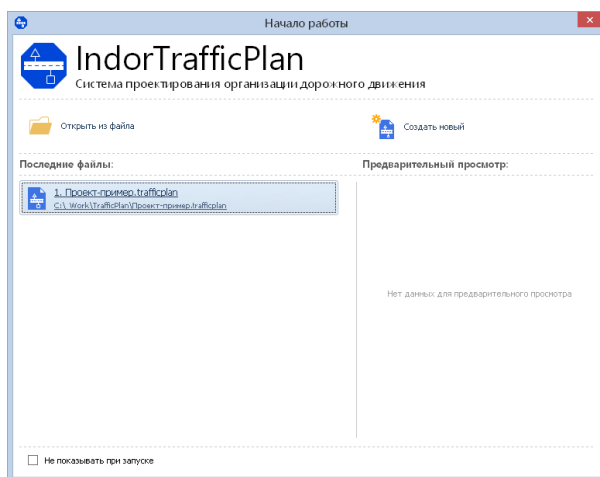 Начало работы
IndorTrafficPlan
Система проектирования организации дорожного движения
Открыть из файла
Создать новый
Последние файлы:
Предварительный просмотр:
1. Проект-пример.trafficplan
C:\_Work\TrafficPlan\Проект-пример.trafficplan
Нет данных для предварительного просмотра
Не показывать при запуске